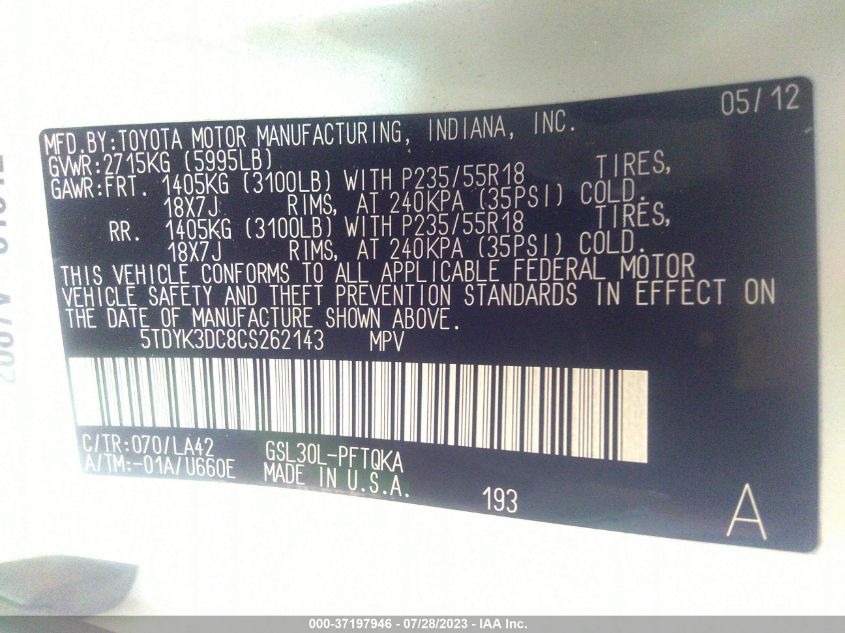 05/12
MFD.BY:TOYOTA MOTOR MANUFACTURING, INDIANA, INC.
GVWR:2715KG (5995LB)
GAWR:FRT. 1405KG (3100LB) WITH P235/55R18 TIRES,
18X7J RIMS, AT 240KPA (35PSI) COLD.
RR. 1405KG (3100LB) WITH P235/55R18 TIRES,
18X7J RIMS, AT 240KPA (35PSI) COLD.
THIS VEHICLE CONFORMS TO ALL APPLICABLE FEDERAL MOTOR
VEHICLE SAFETY AND THEFT PREVENTION STANDARDS IN EFFECT ON
THE DATE OF MANUFACTURE SHOWN ABOVE.
5TDYK3DC8CS262143 MPV
C/TR:070/LA42 GSL30L-PFTQKA
A/TM:-01A/U660E MADE IN U.S.A.
193 A
000-37197946 - 07/28/2023 - IAA Inc.